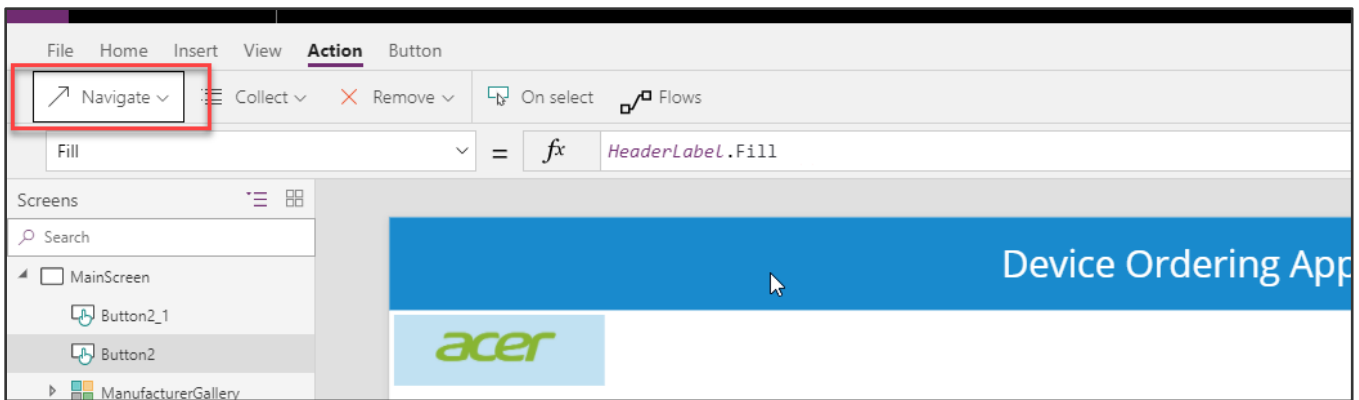 File Home Insert View Action Button
Navigate Collect Remove On select Flows
Fill = fx HeaderLabel.Fill
Screens
Search
MainScreen
Button2_1
Button2
ManufacturerGallery
Device Ordering App
acer